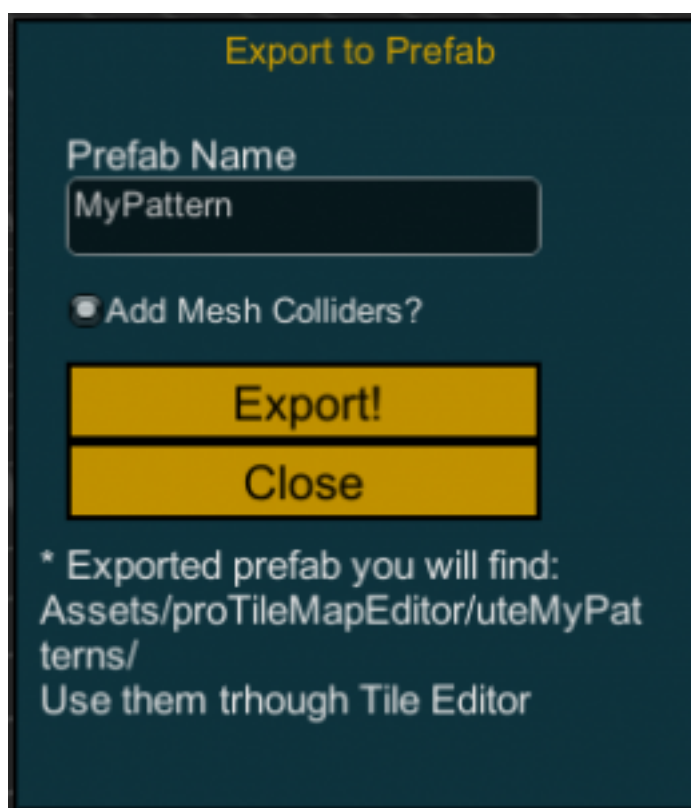 Export to Prefab
Prefab Name
MyPattern
Add Mesh Colliders?
Export!
Close
* Exported prefab you will find:
Assets/proTileMapEditor/uteMyPat
terns/
Use them trhough Tile Editor